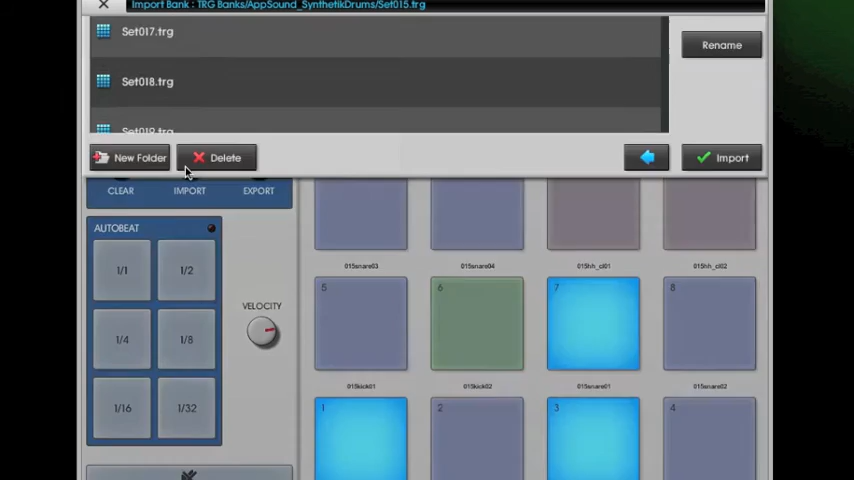 Import Bank : TRG Banks/AppSound_SynthetikDrums/Set015.trg
Set017.trg
Rename
Set018.trg
Set019.trg
New Folder
Delete
Import
CLEAR
IMPORT
EXPORT
AUTOBEAT
015snare03
015snare04
015hh_cl01
015hh_cl02
1/1
1/2
5
6
7
8
VELOCITY
1/4
1/8
015kick01
015kick02
015snare01
015snare02
1/16
1/32
1
2
3
4